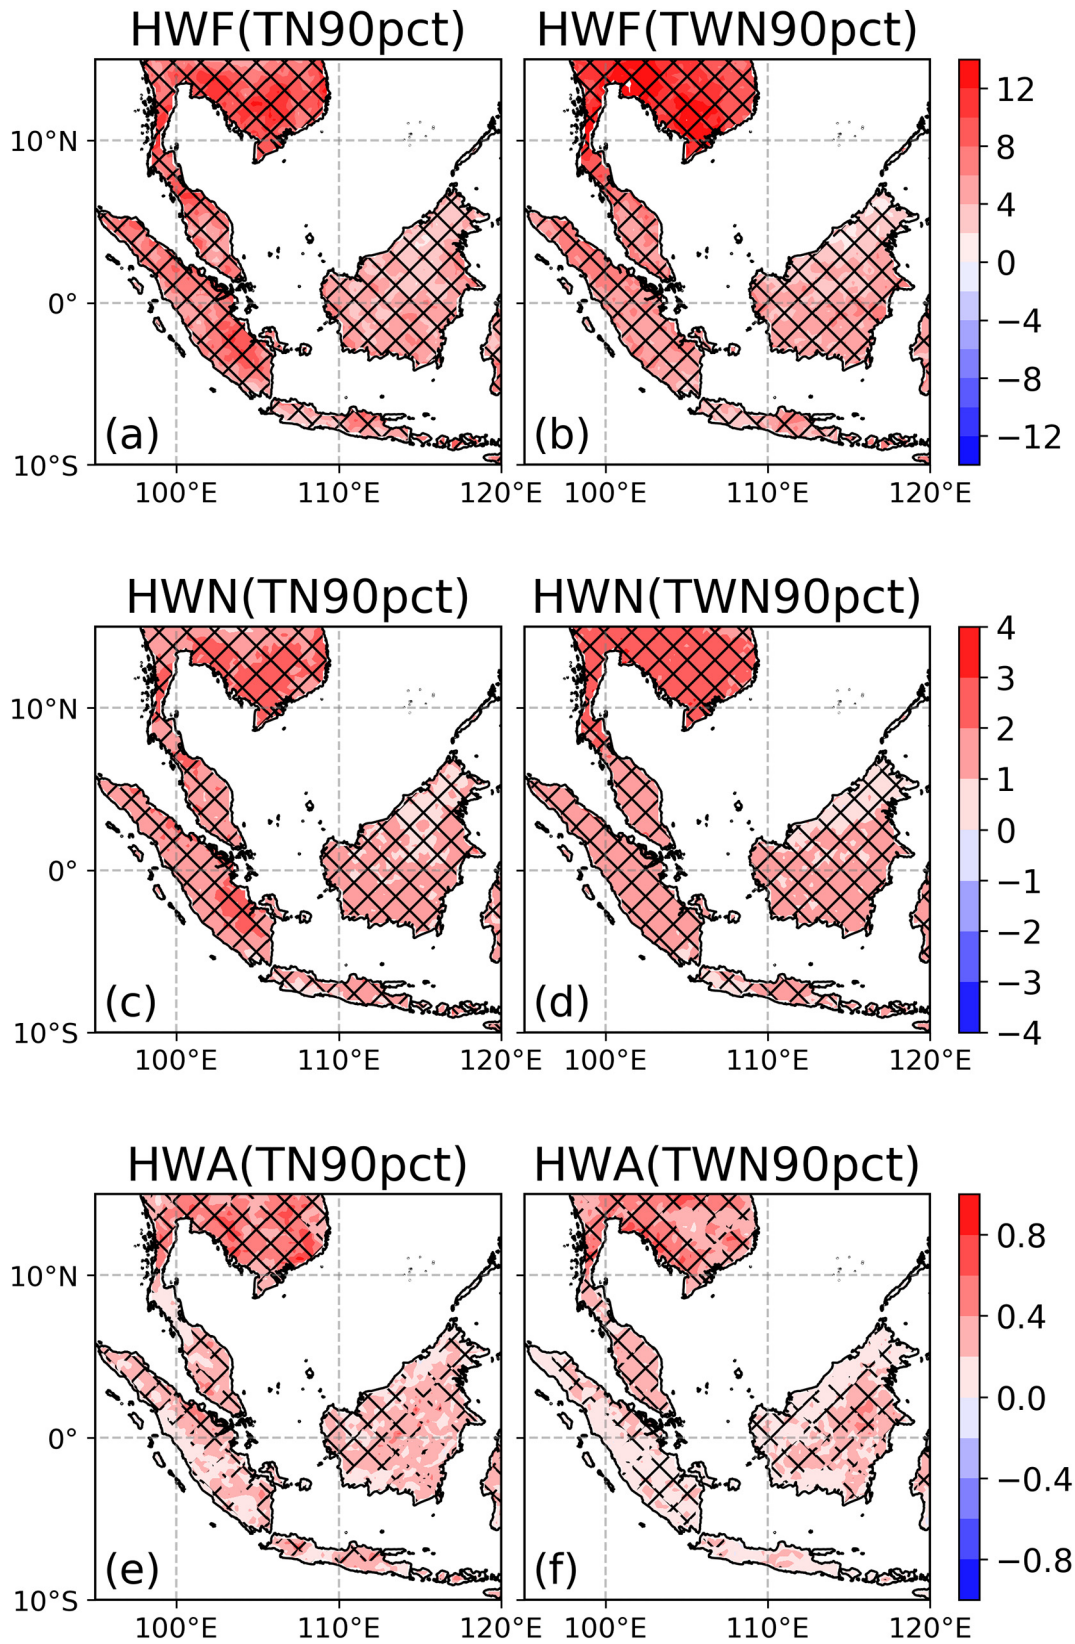 HWF(TN90pct) HWF(TWN90pct)
12
10°N
8
4
0
0°
−4
−8
(a) (b)
−12
10°S
100°E 110°E 120°E 100°E 110°E 120°E
HWN(TN90pct) HWN(TWN90pct)
4
3
10°N
2
1
0
0°
−1
−2
(c) (d)
−3
10°S
−4
100°E 110°E 120°E 100°E 110°E 120°E
HWA(TN90pct) HWA(TWN90pct)
0.8
10°N
0.4
0.0
0°
−0.4
(e) (f)
−0.8
10°S
100°E 110°E 120°E 100°E 110°E 120°E